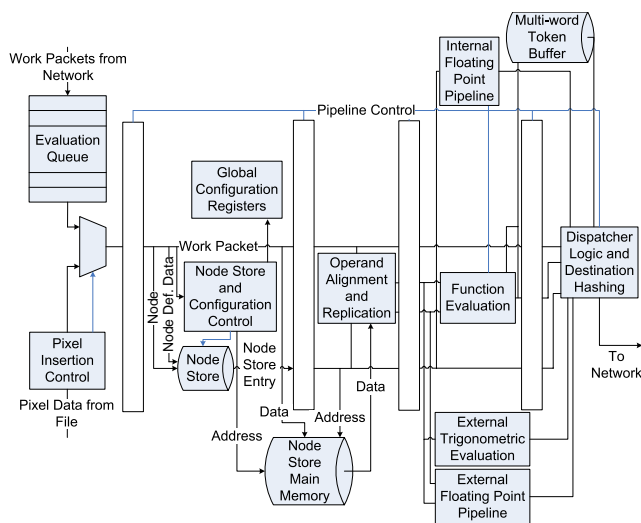 Work Packets from
Network
Evaluation
Queue
Pixel
Insertion
Control
Pixel Data from
File
Pipeline Control
Global
Configuration
Registers
Work Packet
Node
Node Def. Data
Node Store
and
Configuration
Control
Node
Store
Node
Store
Entry
Address
Data
Node
Store
Main
Memory
Address
Data
Operand
Alignment
and
Replication
Internal
Floating
Point
Pipeline
Multi-word
Token
Buffer
Function
Evaluation
Dispatcher
Logic and
Destination
Hashing
To
Network
External
Trigonometric
Evaluation
External
Floating Point
Pipeline